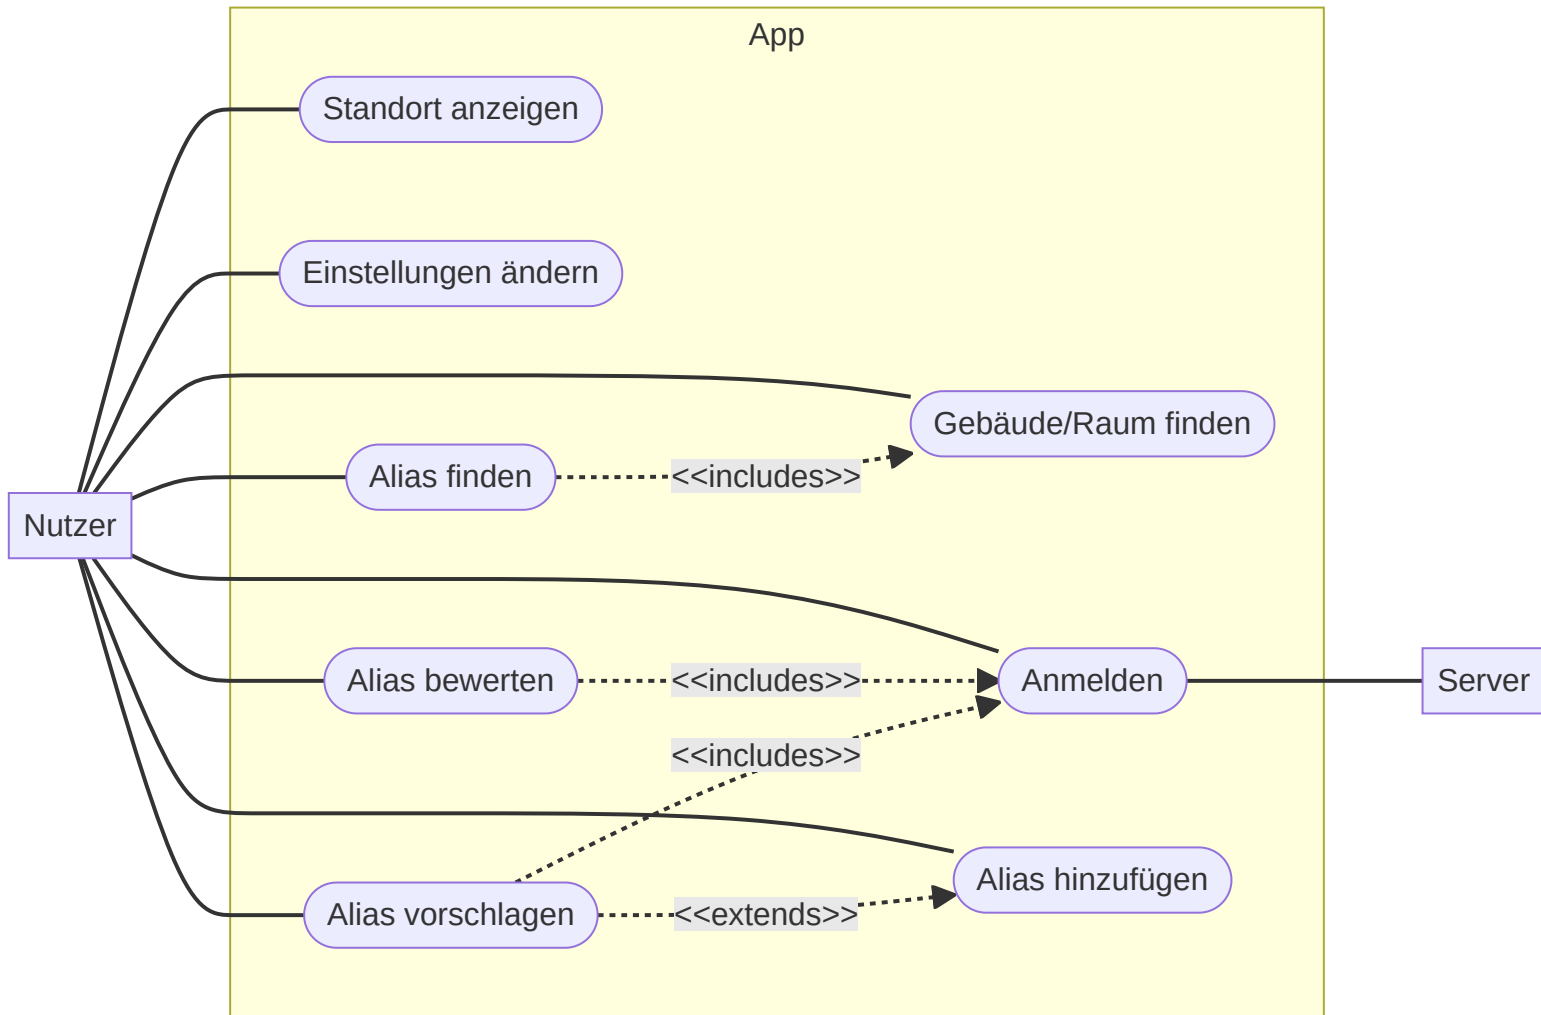 App
Standort anzeigen
Einstellungen ändern
Gebäude/Raum finden
Alias finden
<<includes>>
Nutzer
Alias bewerten
<<includes>>
Anmelden
Server
<<includes>>
Alias hinzufügen
Alias vorschlagen
<<extends>>